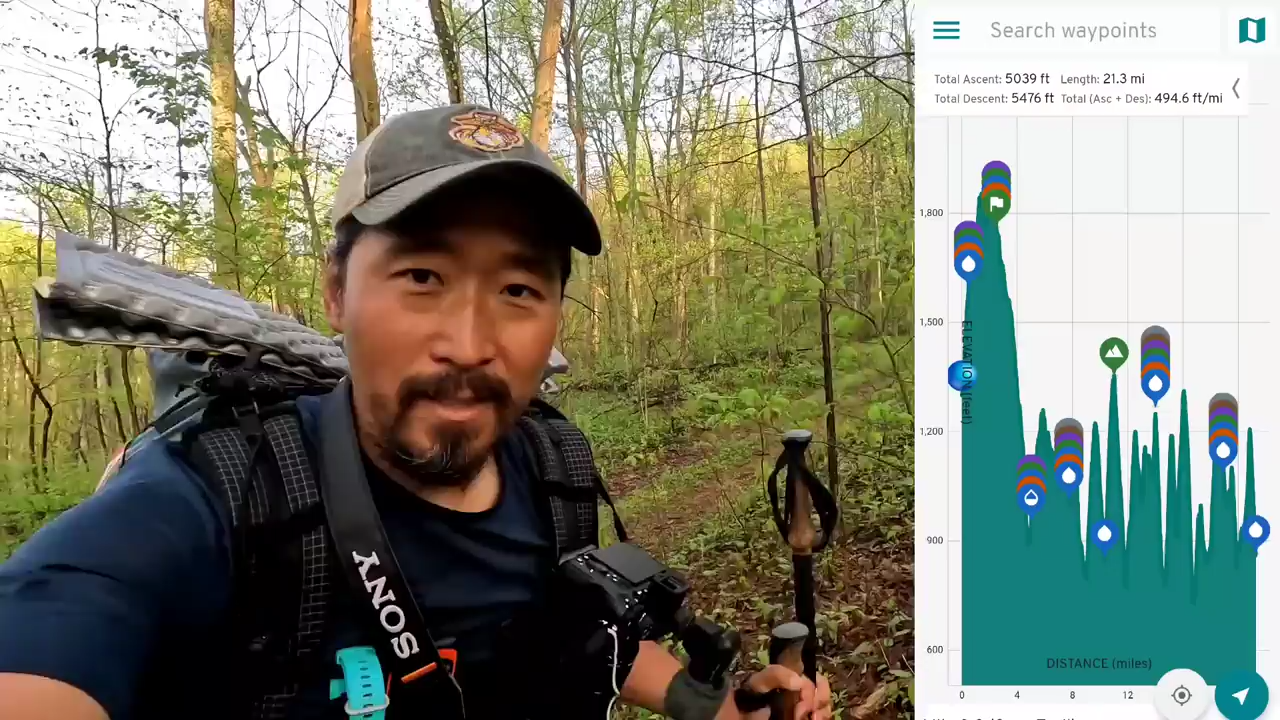 SONY
Search waypoints
Total Ascent: 5039 ft Length: 21.3 mi
Total Descent: 5476 ft Total (Asc + Des): 494.6 ft/mi
1,800
1,500
1,200
900
600
ELEVATION (feet)
DISTANCE (miles)
0 4 8 12